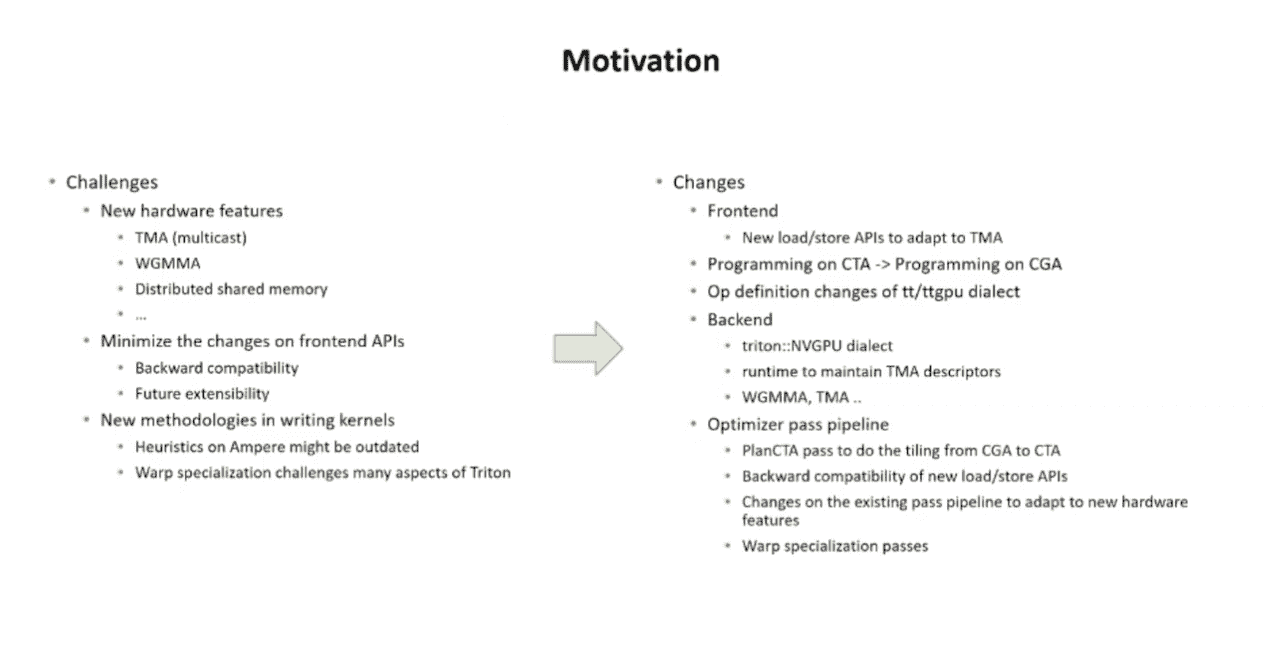 Motivation
Challenges
New hardware features
TMA (multicast)
WGMMA
Distributed shared memory
...
Minimize the changes on frontend APIs
Backward compatibility
Future extensibility
New methodologies in writing kernels
Heuristics on Ampere might be outdated
Warp specialization challenges many aspects of Triton
Changes
Frontend
New load/store APIs to adapt to TMA
Programming on CTA -> Programming on CGA
Op definition changes of tt/ttgpu dialect
Backend
triton::NVGPU dialect
runtime to maintain TMA descriptors
WGMMA, TMA ..
Optimizer pass pipeline
PlanCTA pass to do the tiling from CGA to CTA
Backward compatibility of new load/store APIs
Changes on the existing pass pipeline to adapt to new hardware
features
Warp specialization passes